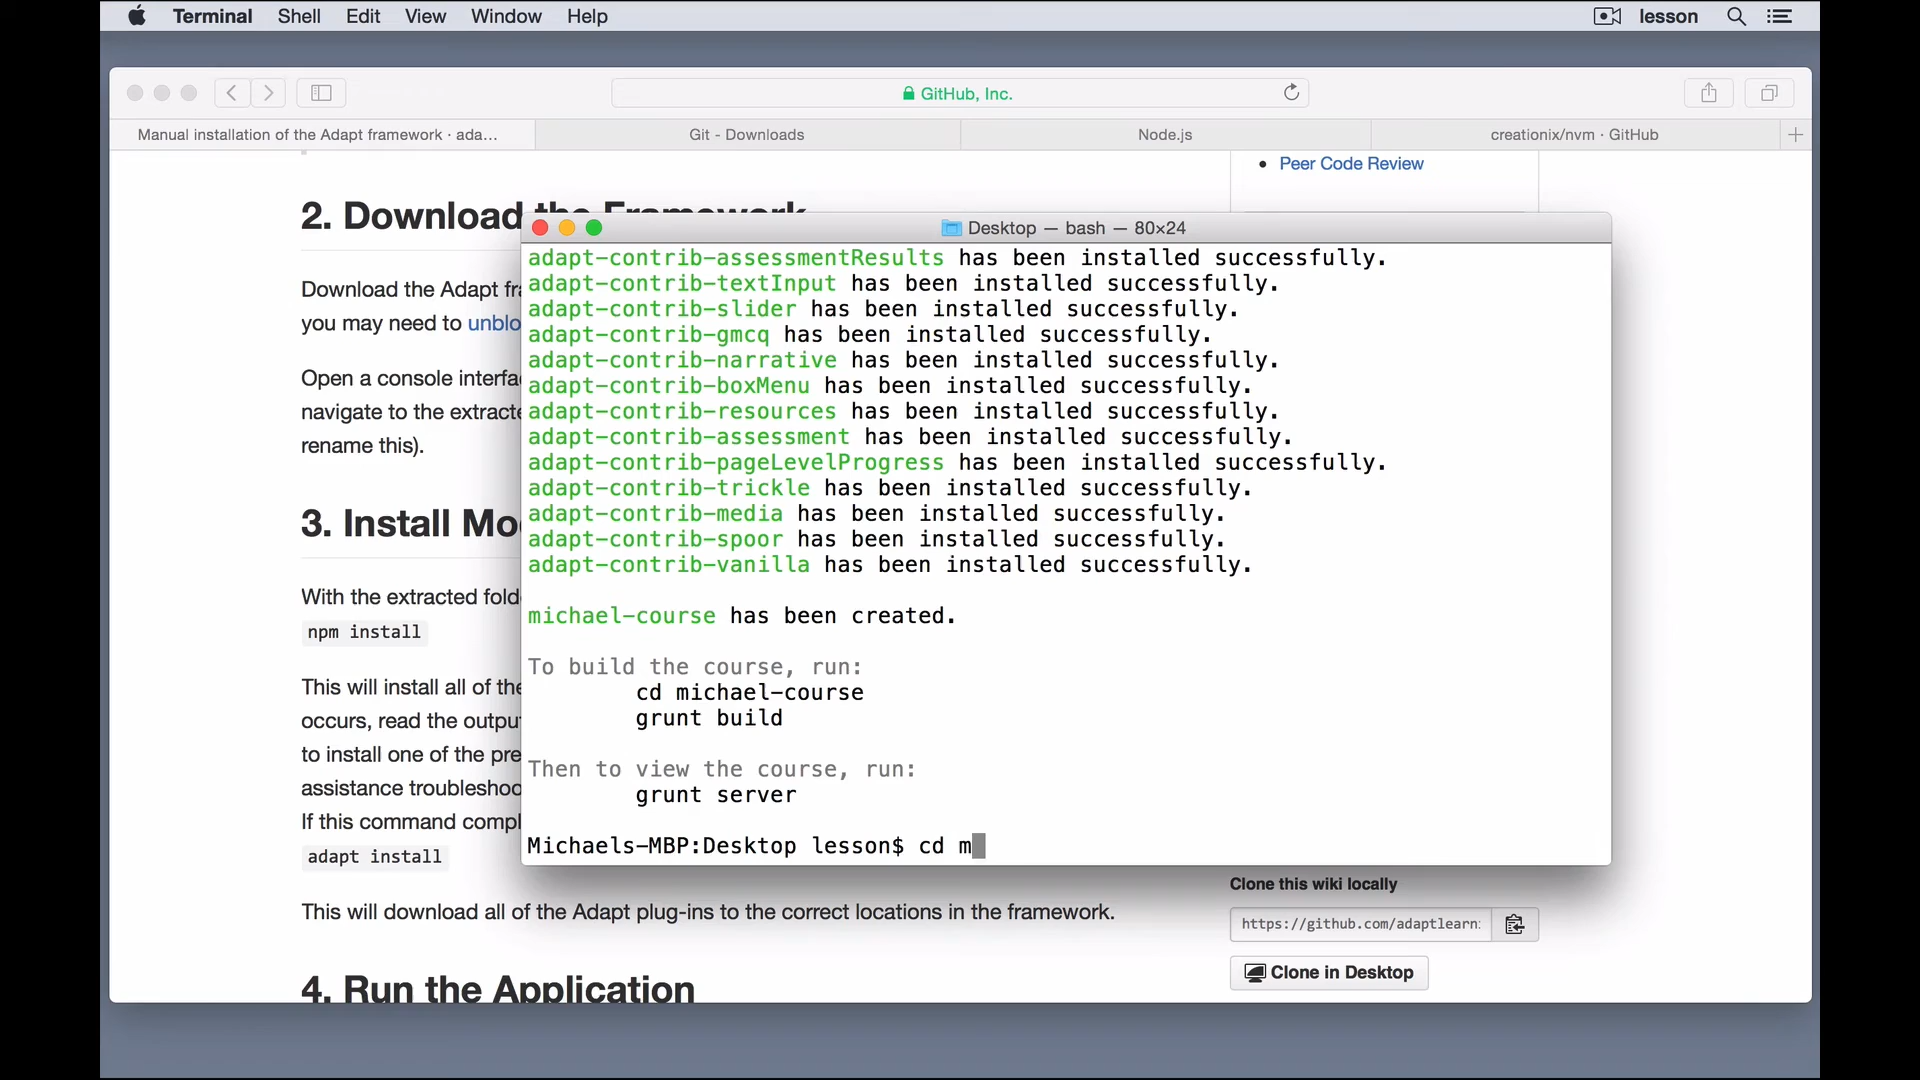 Terminal Shell Edit View Window Help lesson
GitHub, Inc.
Manual installation of the Adapt framework · ada... Git - Downloads Node.js creationix/nvm · GitHub
Peer Code Review
2. Download the Framework
Download the Adapt fra
you may need to unblo
Open a console interfa
navigate to the extracte
rename this).
3. Install Mo
With the extracted fold
npm install
This will install all of the
occurs, read the output
to install one of the pre
assistance troubleshoo
If this command compl
adapt install
This will download all of the Adapt plug-ins to the correct locations in the framework.
4. Run the Application
Desktop — bash — 80×24
adapt-contrib-assessmentResults has been installed successfully.
adapt-contrib-textInput has been installed successfully.
adapt-contrib-slider has been installed successfully.
adapt-contrib-gmcq has been installed successfully.
adapt-contrib-narrative has been installed successfully.
adapt-contrib-boxMenu has been installed successfully.
adapt-contrib-resources has been installed successfully.
adapt-contrib-assessment has been installed successfully.
adapt-contrib-pageLevelProgress has been installed successfully.
adapt-contrib-trickle has been installed successfully.
adapt-contrib-media has been installed successfully.
adapt-contrib-spoor has been installed successfully.
adapt-contrib-vanilla has been installed successfully.
michael-course has been created.
To build the course, run:
cd michael-course
grunt build
Then to view the course, run:
grunt server
Michaels-MBP:Desktop lesson$ cd m
Clone this wiki locally
https://github.com/adaptlearn
Clone in Desktop